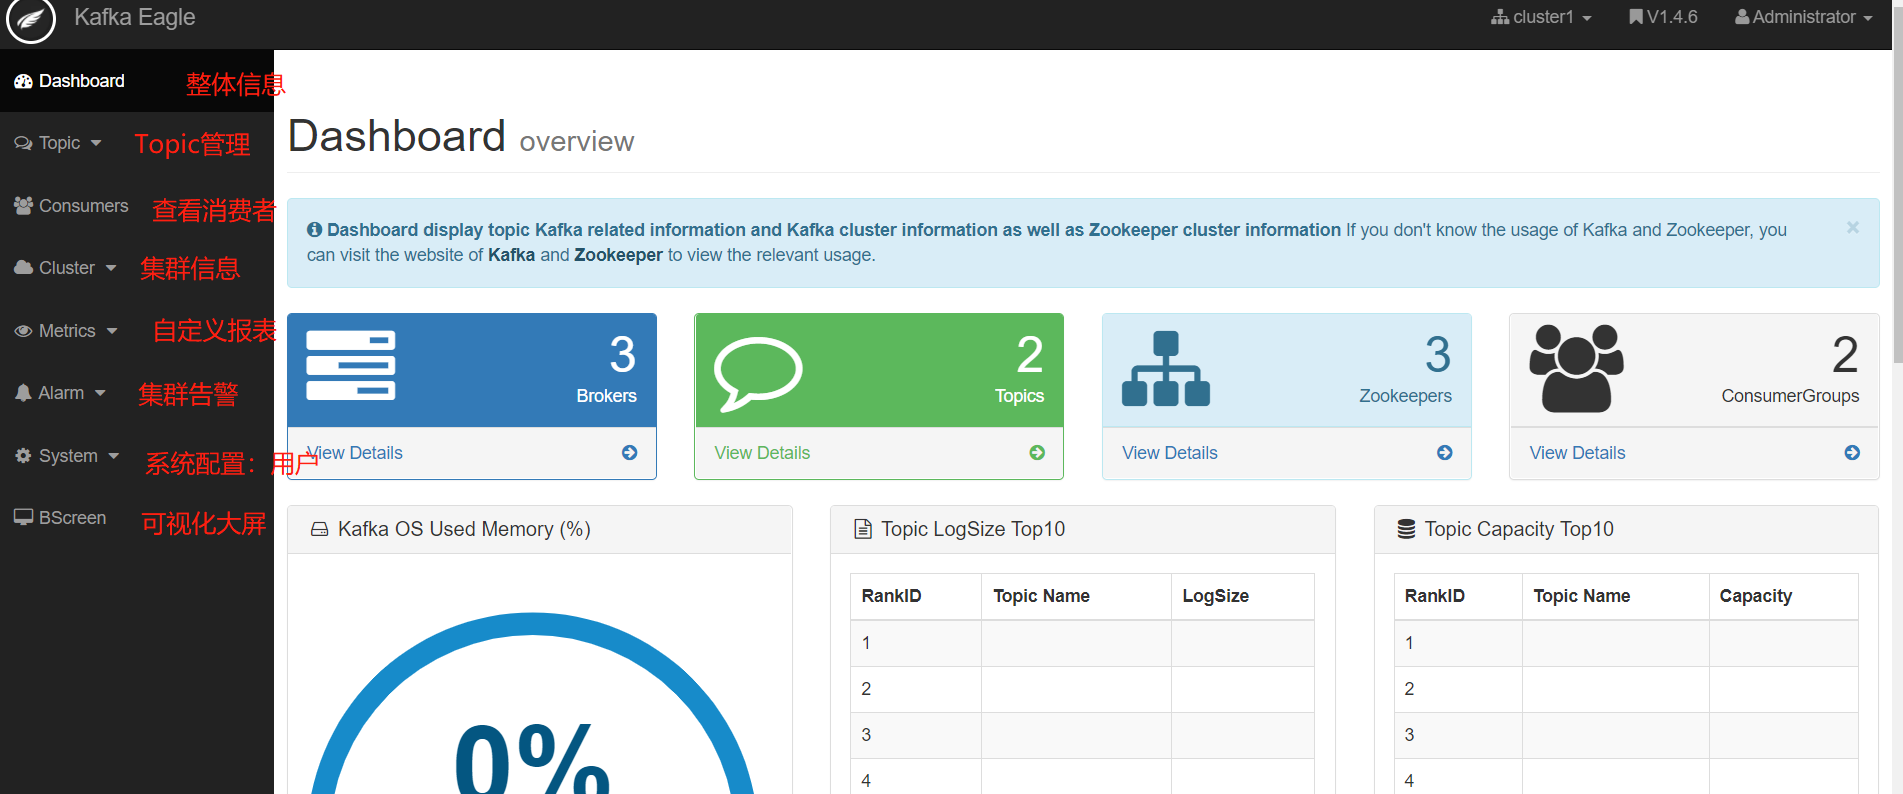 Kafka Eagle
cluster1
V1.4.6
Administrator
Dashboard 整体信息
Topic Topic管理
Consumers 查看消费者
Cluster 集群信息
Metrics 自定义报表
Alarm 集群告警
System 系统配置：用户
BScreen 可视化大屏
Dashboard overview
Dashboard display topic Kafka related information and Kafka cluster information as well as Zookeeper cluster information If you don't know the usage of Kafka and Zookeeper, you
can visit the website of Kafka and Zookeeper to view the relevant usage.
×
3
Brokers
View Details
2
Topics
View Details
3
Zookeepers
View Details
2
ConsumerGroups
View Details
Kafka OS Used Memory (%)
0%
Topic LogSize Top10
RankID Topic Name LogSize
1
2
3
4
Topic Capacity Top10
RankID Topic Name Capacity
1
2
3
4